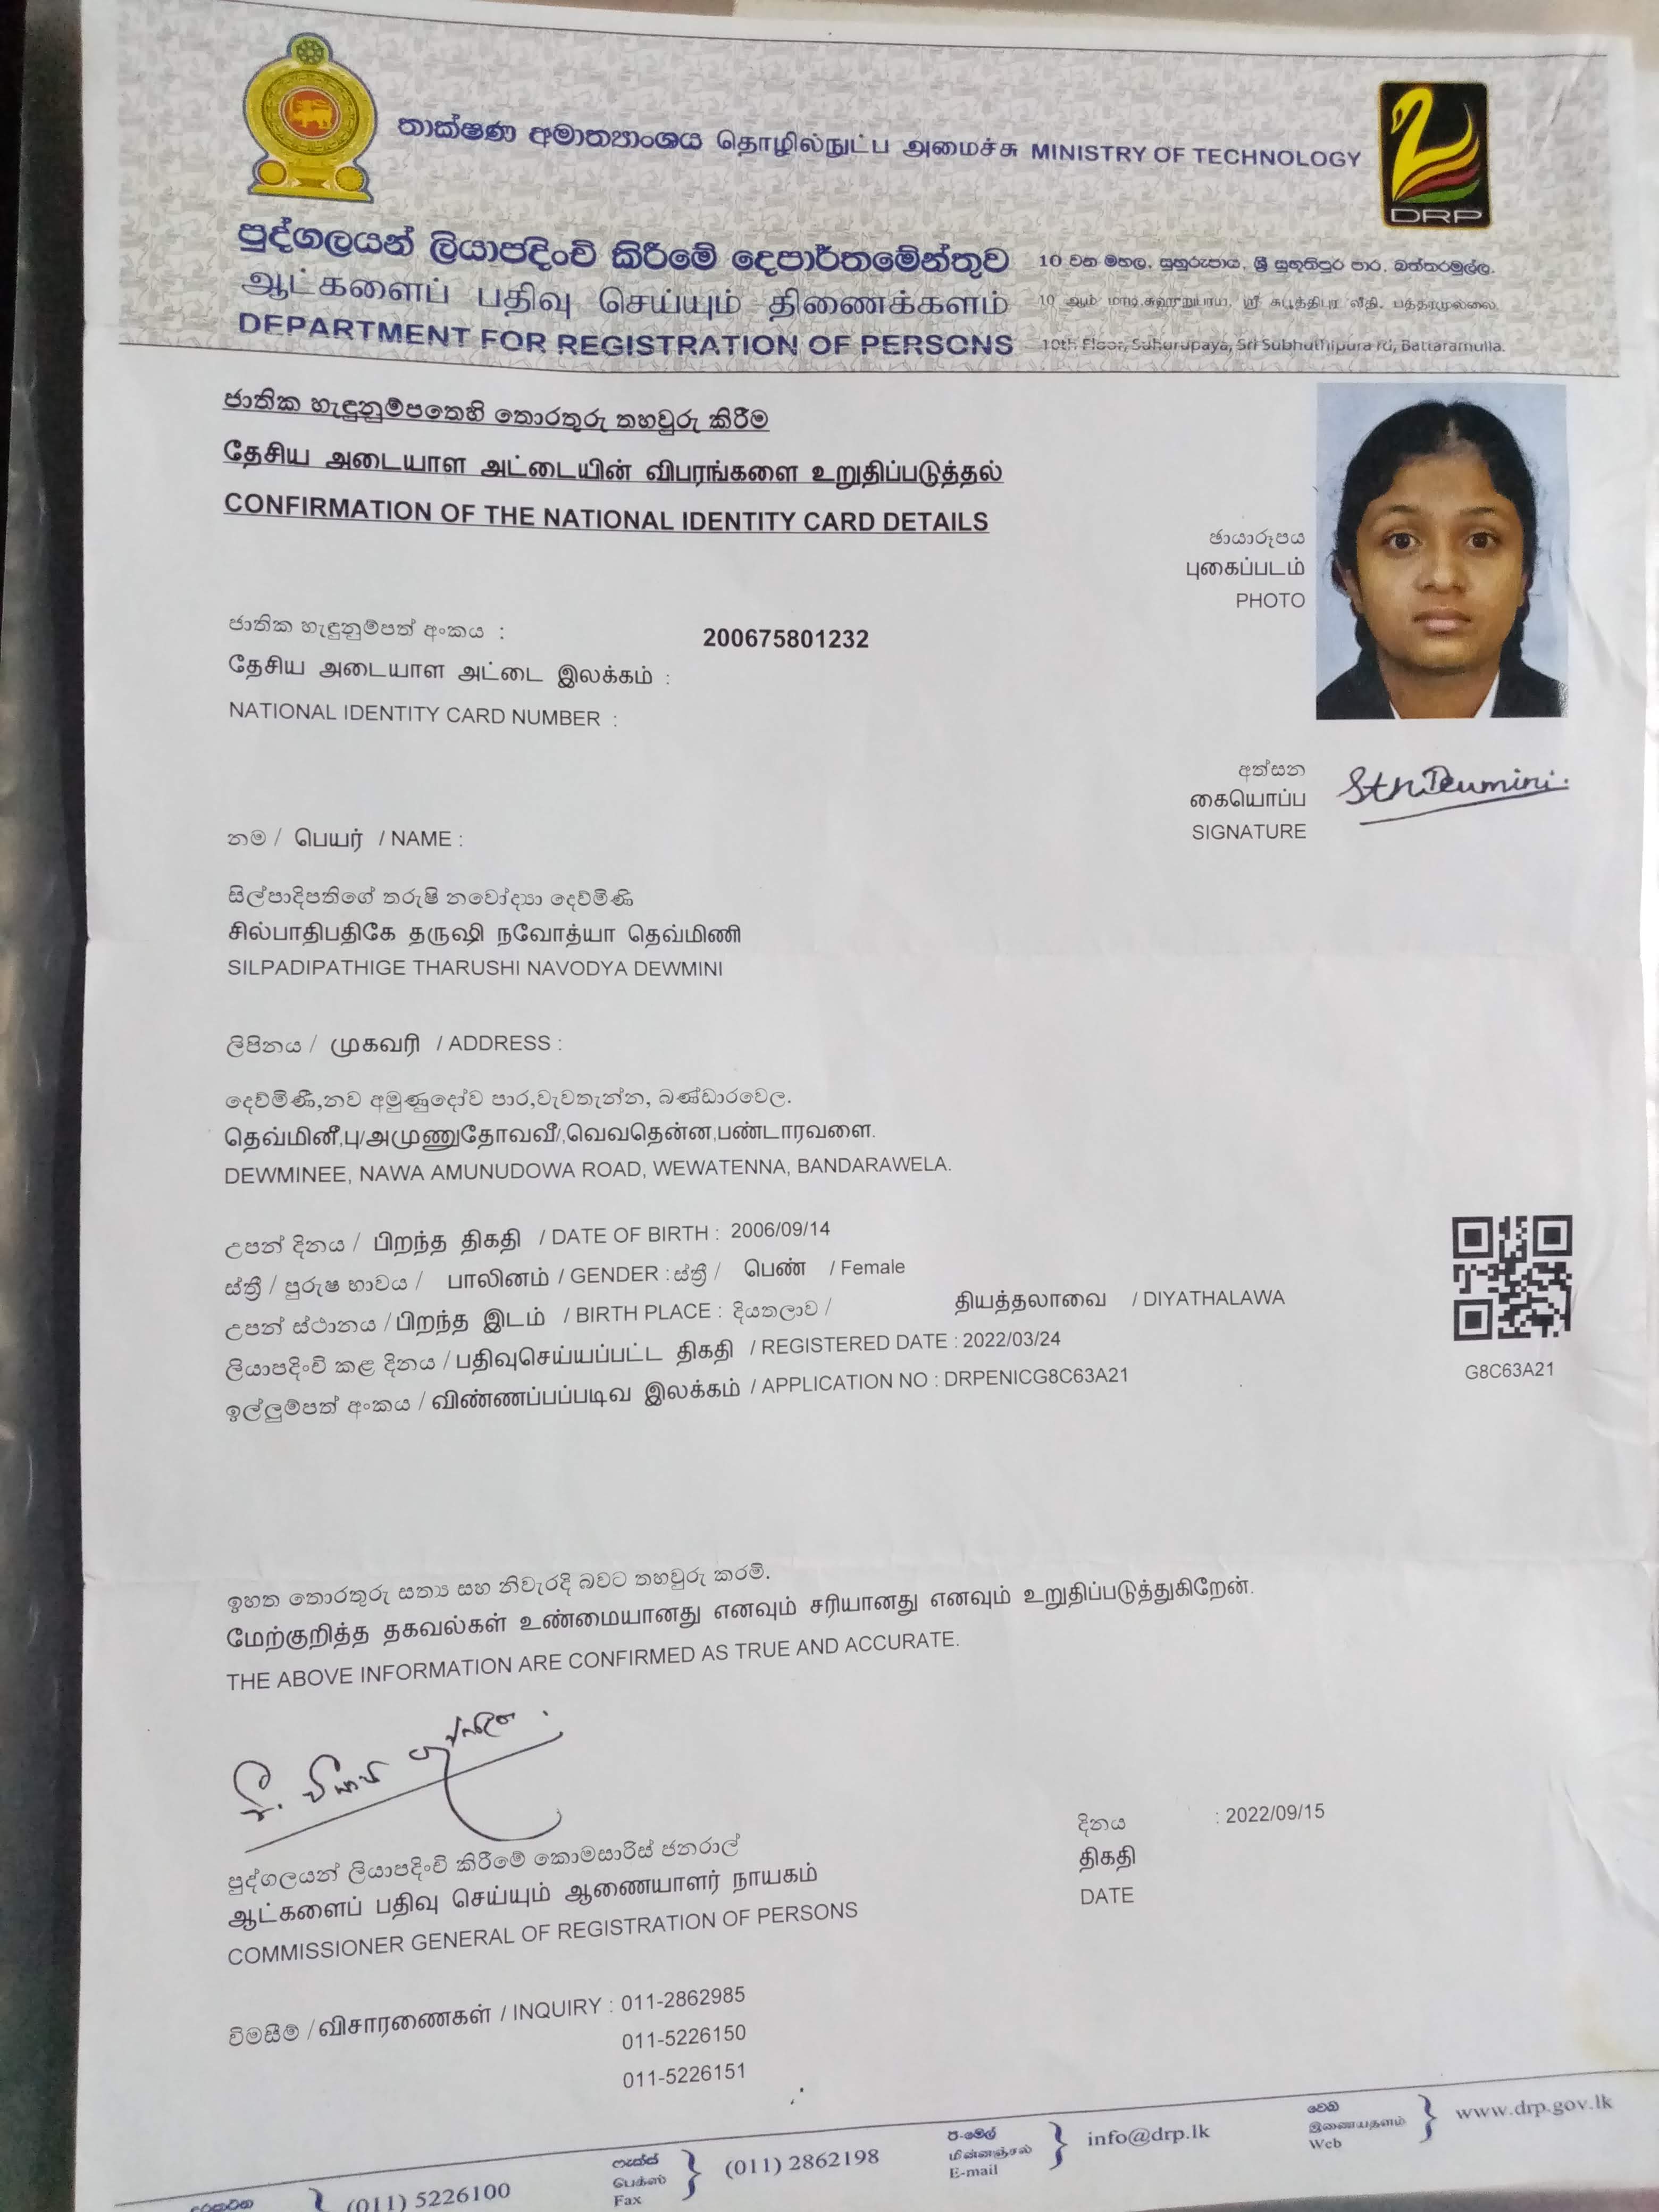 තාක්ෂණ අමාත්‍යාංශය தொழில்நுட்ப அமைச்சு MINISTRY OF TECHNOLOGY
DRP
පුද්ගලයන් ලියාපදිංචි කිරීමේ දෙපාර්තමේන්තුව 10 වන මහල, සුහුරුපාය, ශ්‍රී සුභූතිපුර පාර, බත්තරමුල්ල.
ஆட்களைப் பதிவு செய்யும் திணைக்களம் 10 ஆம் மாடி,சுஹுறுபாய, ஸ்ரீ சுபூத்திபுர வீதி, பத்தரமுல்லை.
DEPARTMENT FOR REGISTRATION OF PERSONS 10th Floor, Suhurupaya, Sri Subhuthipura rd, Battaramulla.
ජාතික හැඳුනුම්පතෙහි තොරතුරු තහවුරු කිරීම
தேசிய அடையாள அட்டையின் விபரங்களை உறுதிப்படுத்தல்
CONFIRMATION OF THE NATIONAL IDENTITY CARD DETAILS
ඡායාරූපය
புகைப்படம்
PHOTO
ජාතික හැඳුනුම්පත් අංකය : 200675801232
தேசிய அடையாள அட்டை இலக்கம் :
NATIONAL IDENTITY CARD NUMBER :
අත්සන
கையொப்ப
SIGNATURE
නම / பெயர் / NAME :
සිල්පාදිපතිගේ තරුෂි නවෝද්‍යා දෙව්මිණි
சில்பாதிபதிகே தருஷி நவோத்யா தெவ்மிணி
SILPADIPATHIGE THARUSHI NAVODYA DEWMINI
ලිපිනය / முகவரி / ADDRESS :
දෙව්මිණී,නව අමුණුදෝව පාර,වැවතැන්න, බණ්ඩාරවෙල.
தெவ்மினீ,பு/அமுணுதோவவீ/,வெவதென்ன,பண்டாரவளை.
DEWMINEE, NAWA AMUNUDOWA ROAD, WEWATENNA, BANDARAWELA.
උපන් දිනය / பிறந்த திகதி / DATE OF BIRTH : 2006/09/14
ස්ත්‍රී / පුරුෂ භාවය / பாலினம் / GENDER : ස්ත්‍රී / பெண் / Female
උපන් ස්ථානය / பிறந்த இடம் / BIRTH PLACE : දියතලාව / தியத்தலாவை / DIYATHALAWA
ලියාපදිංචි කළ දිනය / பதிவுசெய்யப்பட்ட திகதி / REGISTERED DATE : 2022/03/24
ඉල්ලුම්පත් අංකය / விண்ணப்பப்படிவ இலக்கம் / APPLICATION NO : DRPENICG8C63A21
G8C63A21
ඉහත තොරතුරු සත්‍ය සහ නිවැරදි බවට තහවුරු කරමි.
மேற்குறித்த தகவல்கள் உண்மையானது எனவும் சரியானது எனவும் உறுதிப்படுத்துகிறேன்.
THE ABOVE INFORMATION ARE CONFIRMED AS TRUE AND ACCURATE.
පුද්ගලයන් ලියාපදිංචි කිරීමේ කොමසාරිස් ජනරාල්
ஆட்களைப் பதிவு செய்யும் ஆணையாளர் நாயகம்
COMMISSIONER GENERAL OF REGISTRATION OF PERSONS
දිනය : 2022/09/15
திகதி
DATE
විමසීම් / விசாரணைகள் / INQUIRY : 011-2862985
011-5226150
011-5226151
දුරකථන (011) 5226100
ෆැක්ස්
பெக்ஸ்
Fax
(011) 2862198
ඊ-මේල්
மின்னஞ்சல்
E-mail
info@drp.lk
වෙබ්
இணையதளம்
Web
www.drp.gov.lk